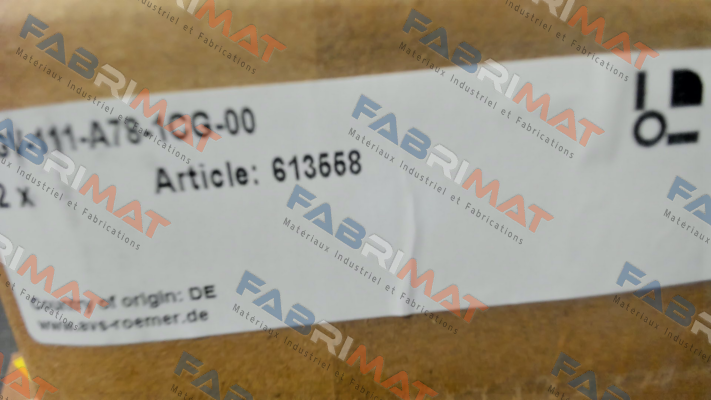 111-A78-1CG-00
2 x
Article: 613558
country of origin: DE
www.avs-roemer.de
FABRIMAT
Matériaux Industriel et Fabrications